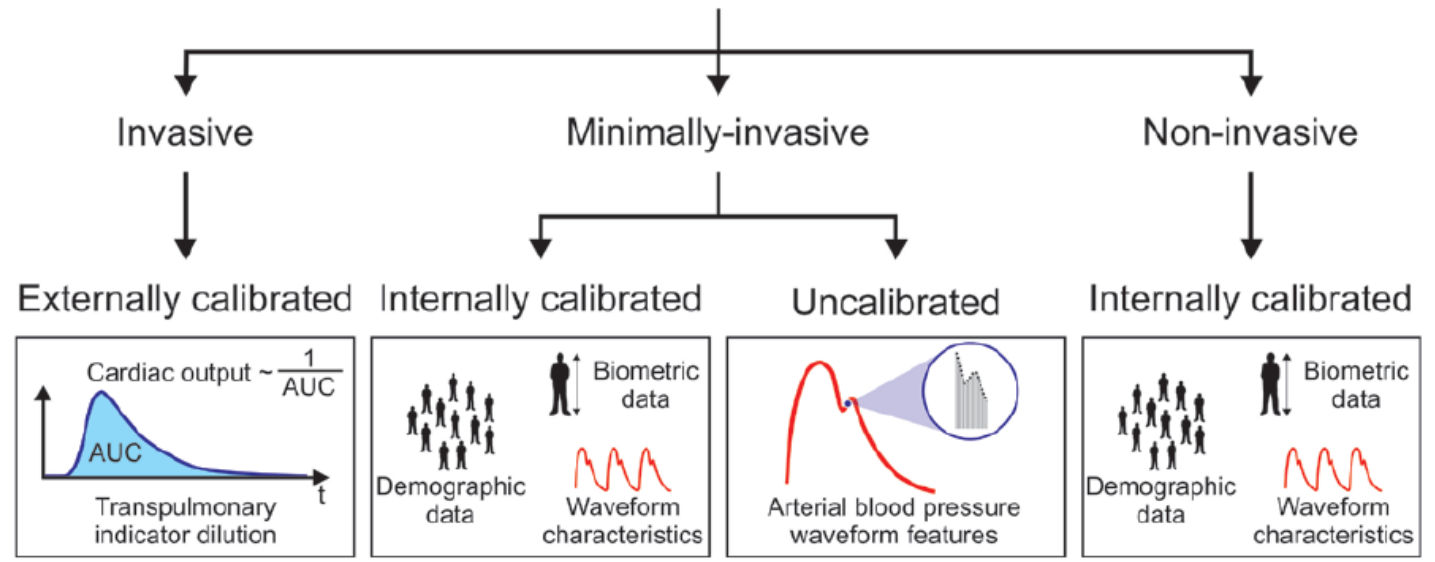 Invasive
Minimally-invasive
Non-invasive
Externally calibrated
Internally calibrated
Uncalibrated
Internally calibrated
Cardiac output ~ 1/AUC
AUC
t
Transpulmonary
indicator dilution
Biometric
data
Demographic
data
Waveform
characteristics
Arterial blood pressure
waveform features
Biometric
data
Demographic
data
Waveform
characteristics